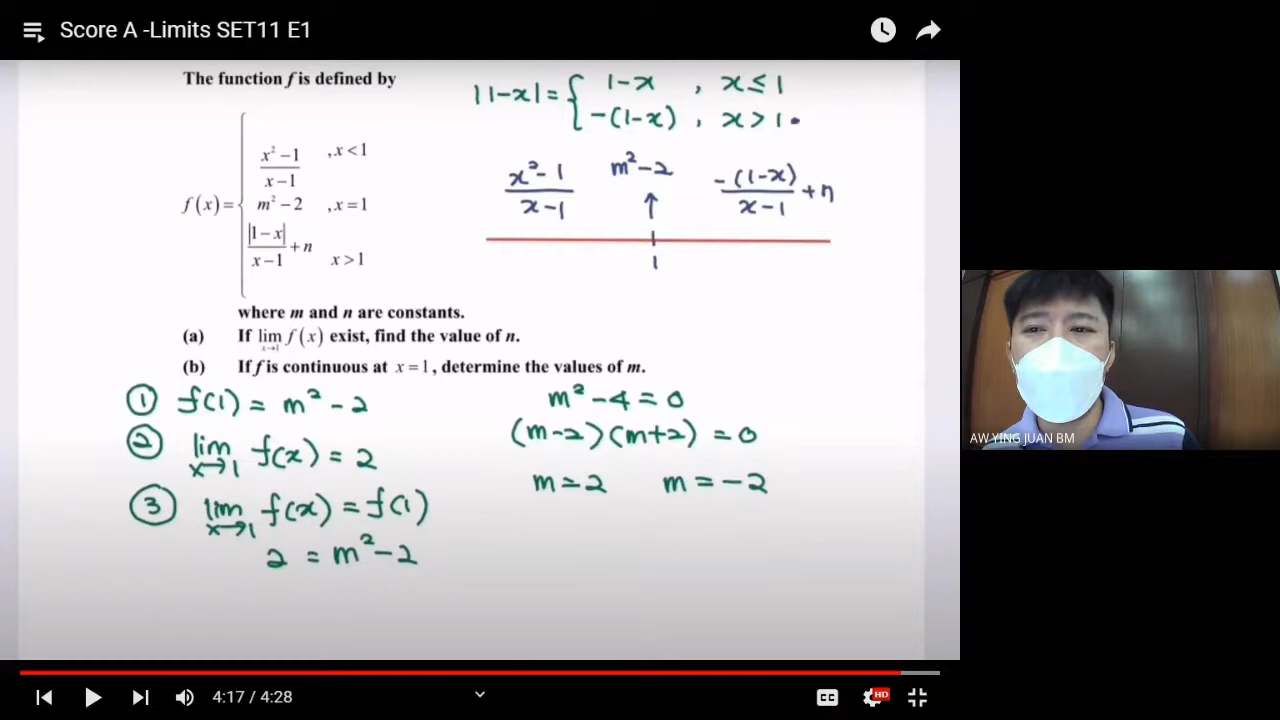 Score A -Limits SET11 E1
The function f is defined by
f(x)= { x² −1 / x −1 , x < 1
m² − 2 , x = 1
|1 − x| / x −1 + n x > 1
|1-x| = { 1-x , x ≤ 1
-(1-x) , x > 1
x²-1 / x-1 m²-2 -(1-x) / x-1 + n
1
where m and n are constants.
(a) If lim x→1 f(x) exist, find the value of n.
(b) If f is continuous at x = 1, determine the values of m.
① f(1) = m² - 2
② lim x→1 f(x) = 2
③ lim x→1 f(x) = f(1)
2 = m² - 2
m² - 4 = 0
(m-2)(m+2) = 0
m = 2 m = -2
AW YING JUAN BM
4:17 / 4:28
CC
HD